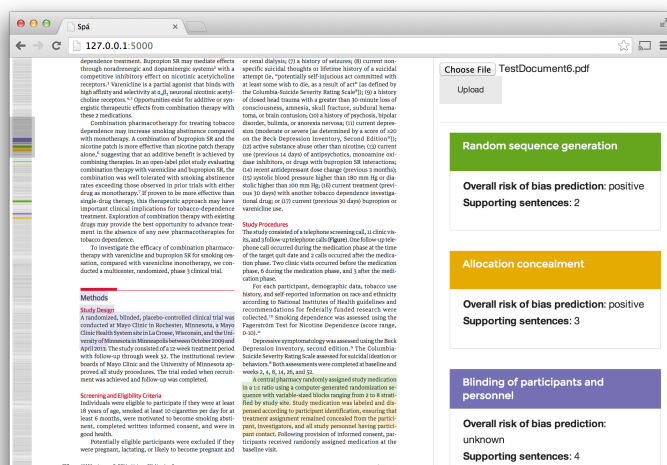 Spá
127.0.0.1:5000
dependence treatment. Bupropion SR may mediate effects
through noradrenergic and dopaminergic systems² with a
competitive inhibitory effect on nicotinic acetylcholine
receptors.³ Varenicline is a partial agonist that binds with
high affinity and selectivity at α₄β₂ neuronal nicotinic acetyl-
choline receptors.⁴,⁵ Opportunities exist for additive or syn-
ergistic therapeutic effects from combination therapy with
these 2 medications.
Combination pharmacotherapy for treating tobacco
dependence may increase smoking abstinence compared
with monotherapy. A combination of bupropion SR and the
nicotine patch is more effective than nicotine patch therapy
alone,⁶ suggesting that an additive benefit is achieved by
combining therapies. In an open-label pilot study evaluating
combination therapy with varenicline and bupropion SR, the
combination was well tolerated with smoking abstinence
rates exceeding those observed in prior trials with either
drug as monotherapy.⁷ If proven to be more effective than
single-drug therapy, this therapeutic approach may have
important clinical implications for tobacco-dependence
treatment. Exploration of combination therapy with existing
drugs may provide the best opportunity to advance treat-
ment in the absence of any new pharmacotherapies for
tobacco dependence.
To investigate the efficacy of combination pharmaco-
therapy with varenicline and bupropion SR for smoking ces-
sation, compared with varenicline monotherapy, we con-
ducted a multicenter, randomized, phase 3 clinical trial.
Methods
Study Design
A randomized, blinded, placebo-controlled clinical trial was
conducted at Mayo Clinic in Rochester, Minnesota, a Mayo
Clinic Health System site in La Crosse, Wisconsin, and the Uni-
versity of Minnesota in Minneapolis between October 2009 and
April 2013. The study consisted of a 12-week treatment period
with follow-up through week 52. The institutional review
boards of Mayo Clinic and the University of Minnesota ap-
proved all study procedures. The trial ended when recruit-
ment was achieved and follow-up was completed.
Screening and Eligibility Criteria
Individuals were eligible to participate if they were at least
18 years of age, smoked at least 10 cigarettes per day for at
least 6 months, were motivated to become smoking absti-
nent, completed written informed consent, and were in
good health.
Potentially eligible participants were excluded if they
were pregnant, lactating, or likely to become pregnant and
or renal dialysis; (7) a history of seizures; (8) current non-
specific suicidal thoughts or lifetime history of a suicidal
attempt (ie, "potentially self-injurious act committed with
at least some wish to die, as a result of act" [as defined by
the Columbia-Suicide Severity Rating Scale⁸]); (9) a history
of closed head trauma with a greater than 30-minute loss of
consciousness, amnesia, skull fracture, subdural hema-
toma, or brain contusion; (10) a history of psychosis, bipolar
disorder, bulimia, or anorexia nervosa; (11) current depres-
sion (moderate or severe [as determined by a score of ≥20
on the Beck Depression Inventory, Second Edition⁹]);
(12) active substance abuse other than nicotine; (13) current
use (previous 14 days) of antipsychotics, monoamine oxi-
dase inhibitors, or drugs with bupropion SR interactions;
(14) recent antidepressant dose change (previous 3 months);
(15) systolic blood pressure higher than 180 mm Hg or dia-
stolic higher than 100 mm Hg; (16) current treatment (previ-
ous 30 days) with another tobacco dependence investiga-
tional drug; or (17) current (previous 30 days) bupropion or
varenicline use.
Study Procedures
The study consisted of a telephone screening call, 11 clinic vis-
its, and 3 follow-up telephone calls (Figure). One follow-up tele-
phone call occurred during the medication phase at the time
of the target quit date and 2 calls occurred after the medica-
tion phase. Two clinic visits occurred before the medication
phase, 6 during the medication phase, and 3 after the medi-
cation phase.
For each participant, demographic data, tobacco use
history, and self-reported information on race and ethnicity
according to National Institutes of Health guidelines and
recommendations for federally funded research were
collected.¹⁰ Smoking dependence was assessed using the
Fagerström Test for Nicotine Dependence (score range,
0-10).¹¹
Depressive symptomatology was assessed using the Beck
Depression Inventory, second edition.⁹ The Columbia-
Suicide Severity Rating Scale assessed for suicidal ideation or
behaviors.⁸ Both assessments were completed at baseline and
weeks 2, 4, 8, 14, 26, and 52.
A central pharmacy randomly assigned study medication
in a 1:1 ratio using a computer-generated randomization se-
quence with variable-sized blocks ranging from 2 to 8 strati-
fied by study site. Study medication was labeled and dis-
pensed according to participant identification, ensuring that
treatment assignment remained concealed from the partici-
pant, investigators, and all study personnel having partici-
pant contact. Following provision of informed consent, par-
ticipants received randomly assigned medication at the
baseline visit.
Choose File TestDocument6.pdf
Upload
Random sequence generation
Overall risk of bias prediction: positive
Supporting sentences: 2
Allocation concealment
Overall risk of bias prediction: positive
Supporting sentences: 3
Blinding of participants and
personnel
Overall risk of bias prediction:
unknown
Supporting sentences: 4